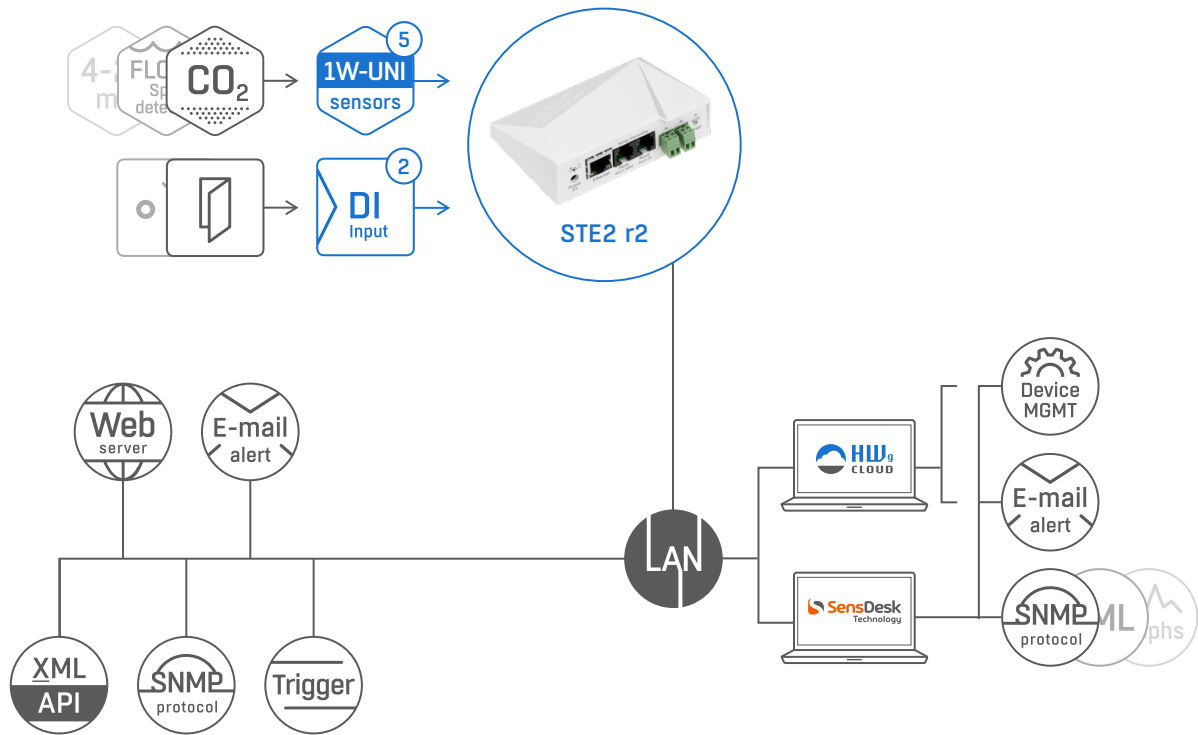 5
CO2
1W-UNI
sensors
2
DI
Input
STE2 r2
Web
server
E-mail
alert
LAN
HWg
CLOUD
SensDesk
Technology
Device
MGMT
E-mail
alert
SNMP
protocol
XML
API
SNMP
protocol
Trigger